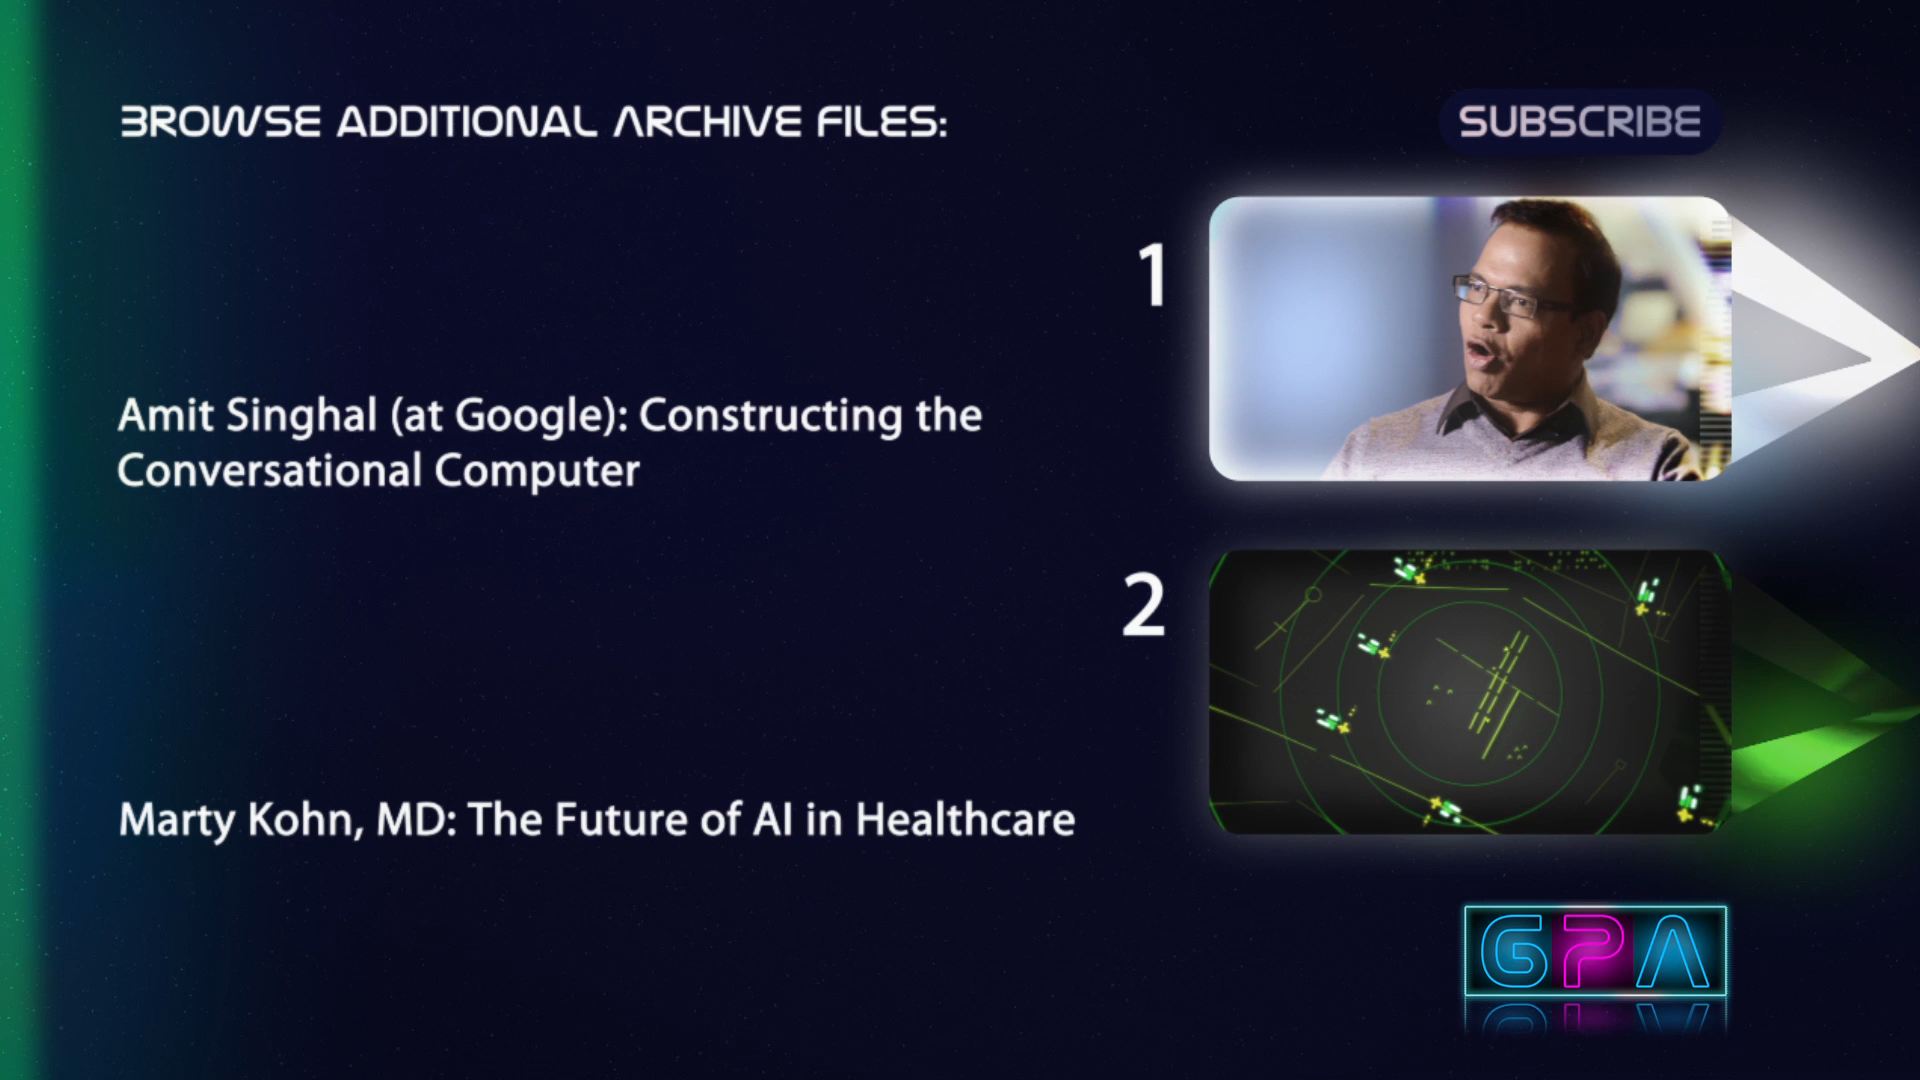 BROWSE ADDITIONAL ARCHIVE FILES:
SUBSCRIBE
1
Amit Singhal (at Google): Constructing the
Conversational Computer
2
Marty Kohn, MD: The Future of AI in Healthcare
GPA